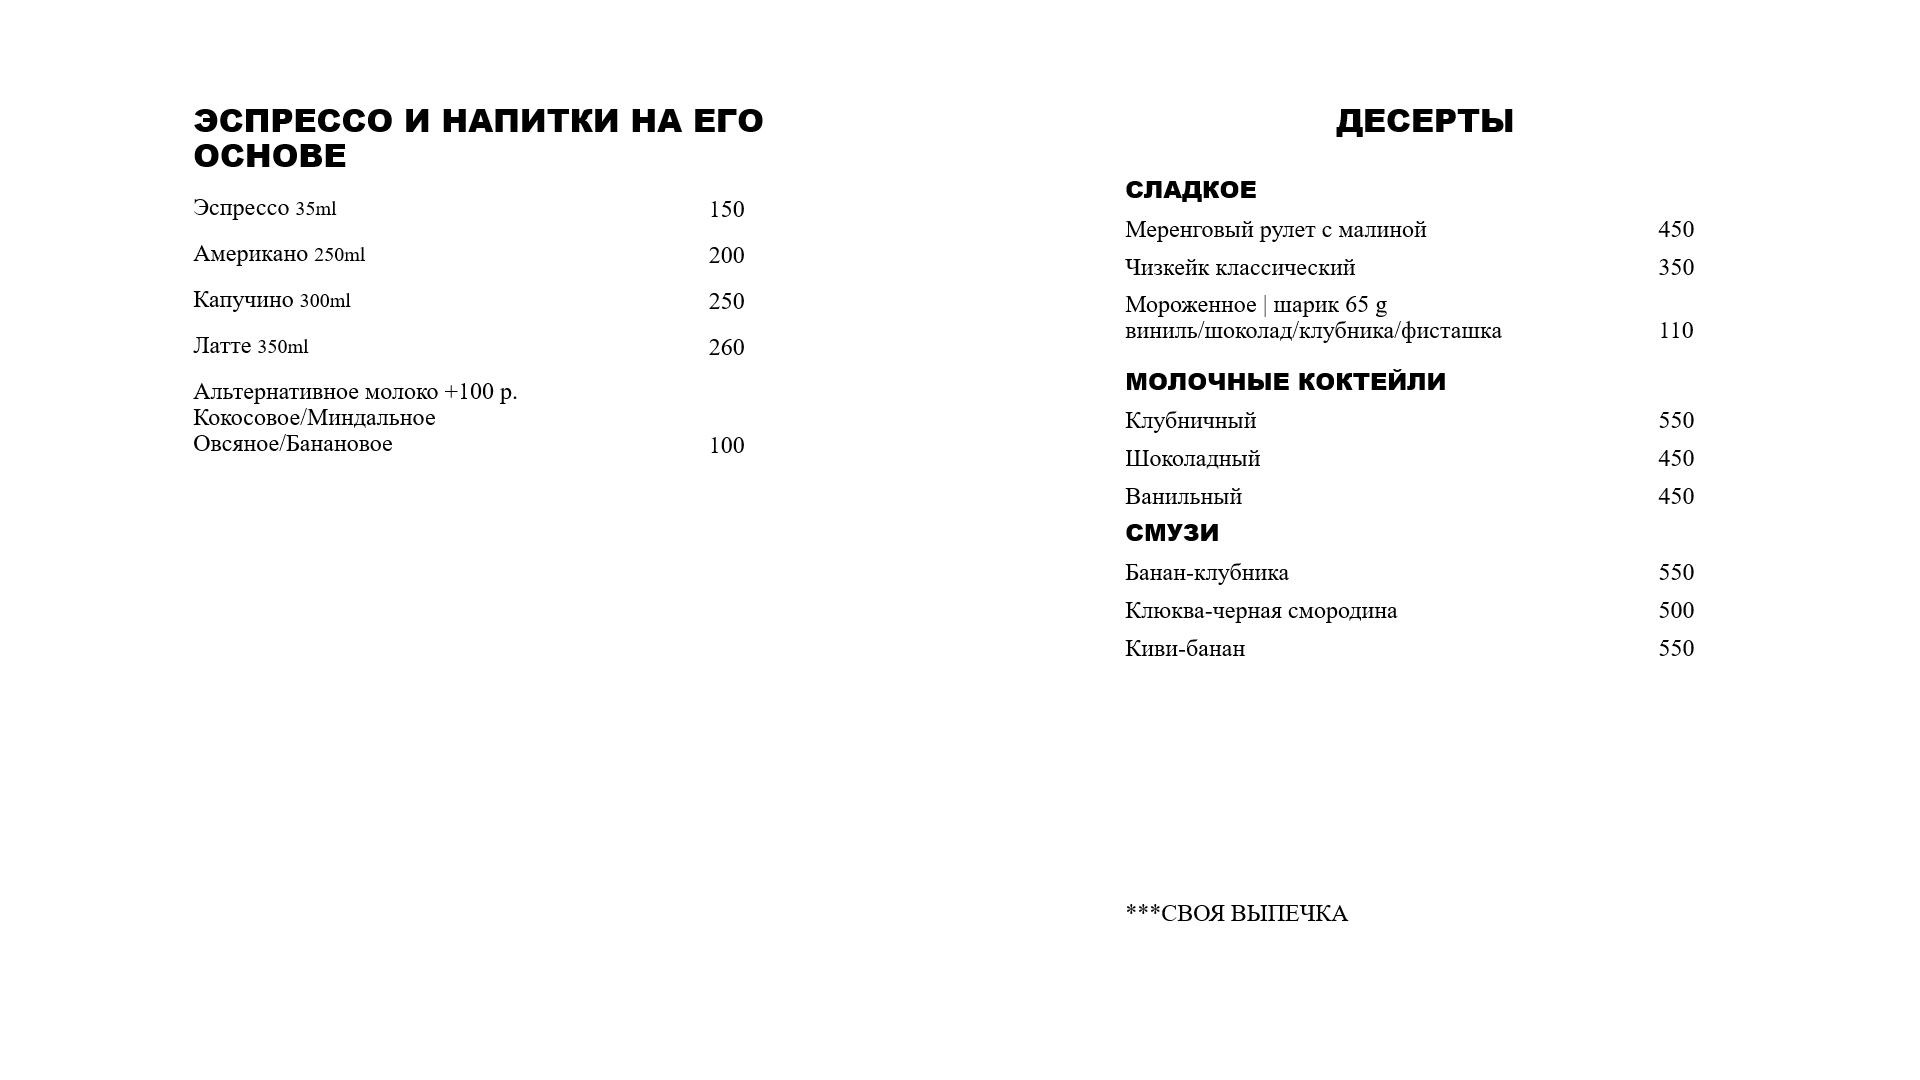 ЭСПРЕССО И НАПИТКИ НА ЕГО
ОСНОВЕ
Эспрессо 35ml 150
Американо 250ml 200
Капучино 300ml 250
Латте 350ml 260
Альтернативное молоко +100 р.
Кокосовое/Миндальное
Овсяное/Банановое 100
ДЕСЕРТЫ
СЛАДКОЕ
Меренговый рулет с малиной 450
Чизкейк классический 350
Мороженное | шарик 65 g
виниль/шоколад/клубника/фисташка 110
МОЛОЧНЫЕ КОКТЕЙЛИ
Клубничный 550
Шоколадный 450
Ванильный 450
СМУЗИ
Банан-клубника 550
Клюква-черная смородина 500
Киви-банан 550
***СВОЯ ВЫПЕЧКА